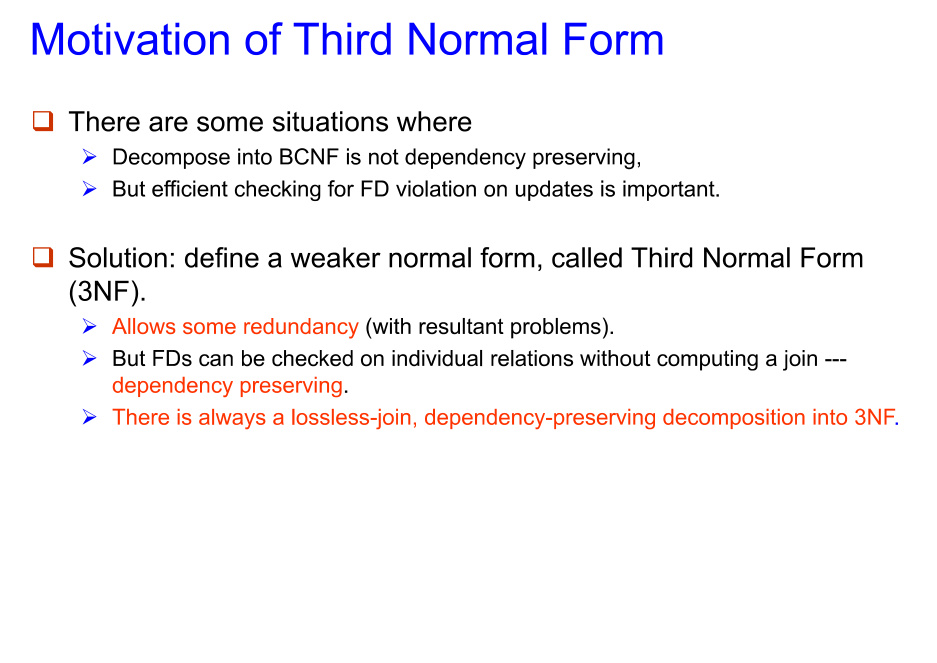 Motivation of Third Normal Form
There are some situations where
Decompose into BCNF is not dependency preserving,
But efficient checking for FD violation on updates is important.
Solution: define a weaker normal form, called Third Normal Form
(3NF).
Allows some redundancy (with resultant problems).
But FDs can be checked on individual relations without computing a join ---
dependency preserving.
There is always a lossless-join, dependency-preserving decomposition into 3NF.